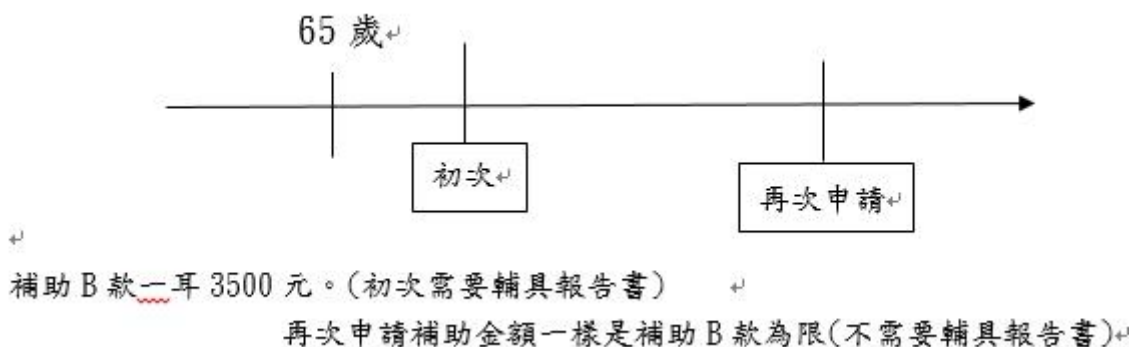 65 歲
初次
再次申請
補助 B 款一耳 3500 元。(初次需要輔具報告書)
再次申請補助金額一樣是補助 B 款為限(不需要輔具報告書)